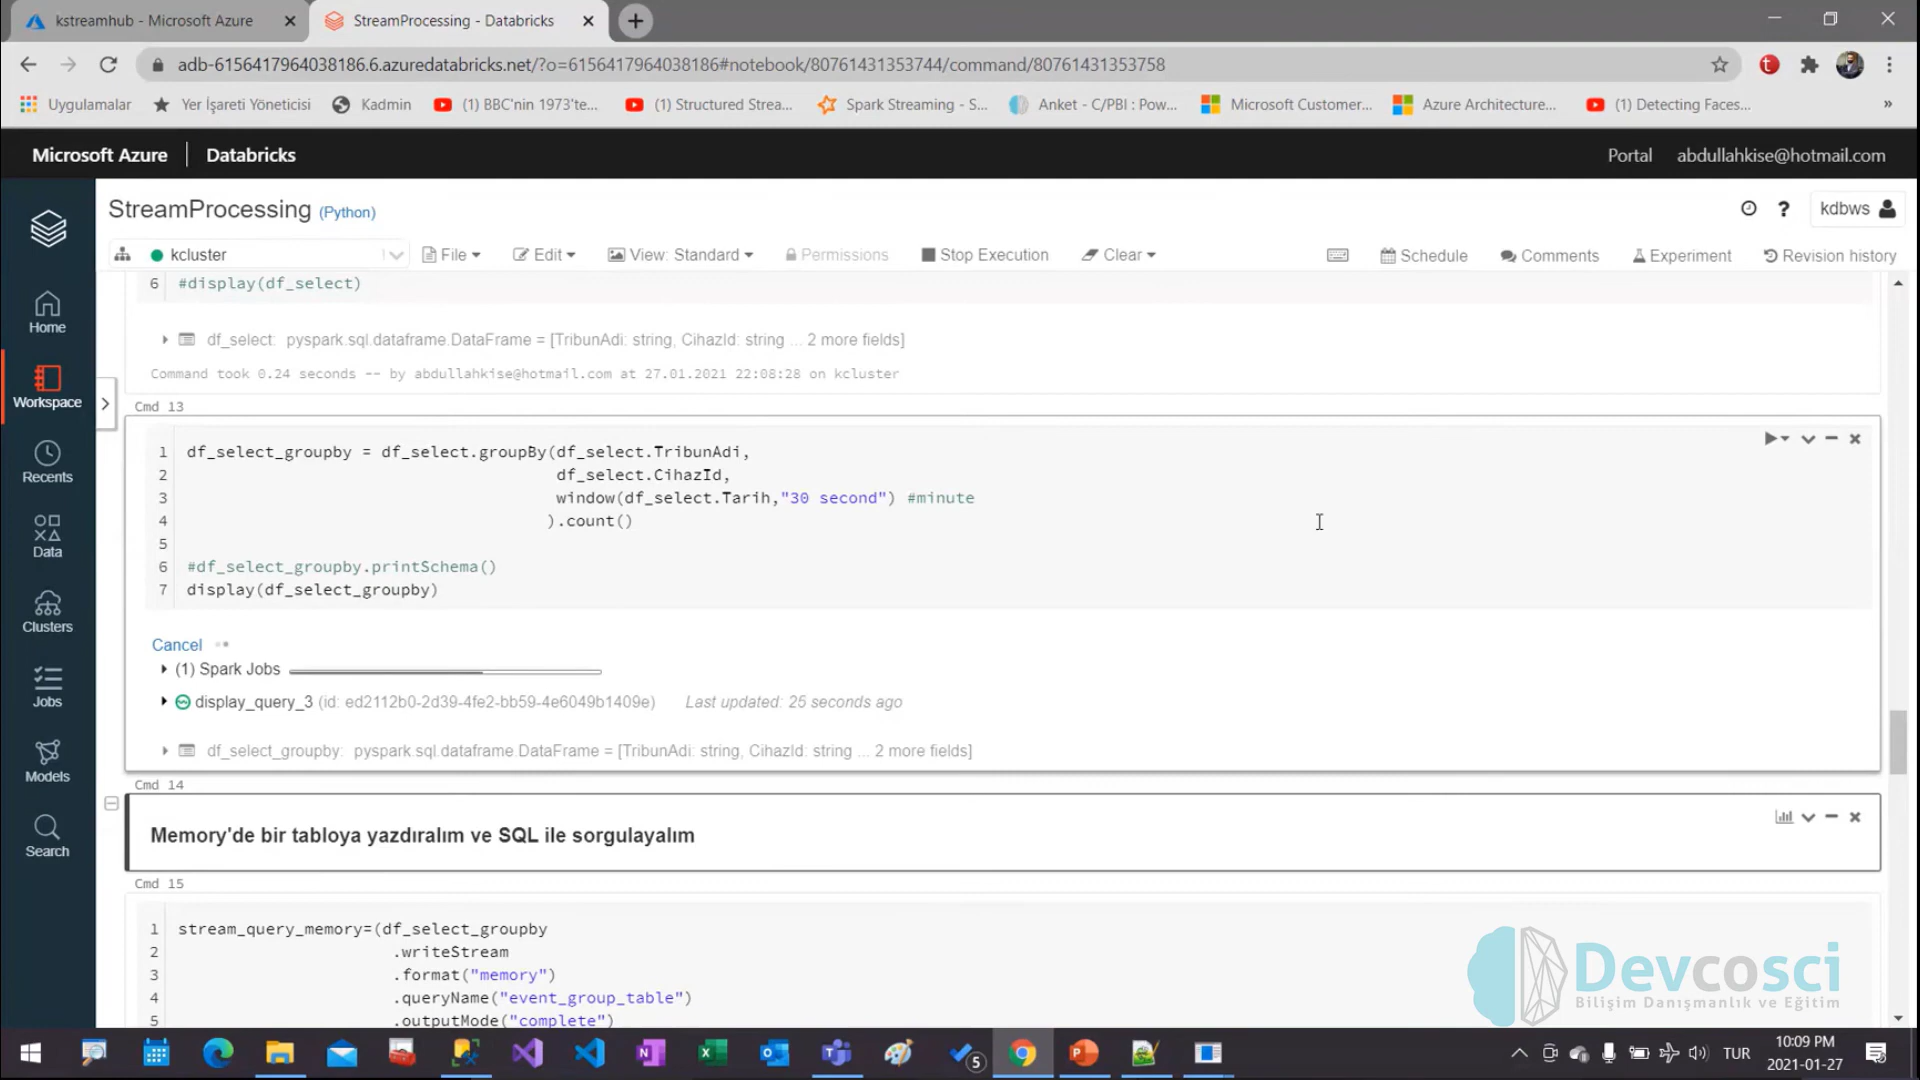 kstreamhub - Microsoft Azure
StreamProcessing - Databricks
adb-6156417964038186.6.azuredatabricks.net/?o=6156417964038186#notebook/80761431353744/command/80761431353758
Uygulamalar
Yer İşareti Yöneticisi
Kadmin
(1) BBC'nin 1973'te...
(1) Structured Strea...
Spark Streaming - S...
Anket - C/PBI : Pow...
Microsoft Customer...
Azure Architecture...
(1) Detecting Faces...
»
Microsoft Azure
Databricks
Portal
abdullahkise@hotmail.com
StreamProcessing (Python)
? kdbws
kcluster
File
Edit
View: Standard
Permissions
Stop Execution
Clear
Schedule
Comments
Experiment
Revision history
Home
Workspace
Recents
Data
Clusters
Jobs
Models
Search
6 #display(df_select)
df_select: pyspark.sql.dataframe.DataFrame = [TribunAdi: string, CihazId: string ... 2 more fields]
Command took 0.24 seconds -- by abdullahkise@hotmail.com at 27.01.2021 22:08:28 on kcluster
Cmd 13
1 df_select_groupby = df_select.groupBy(df_select.TribunAdi,
2 df_select.CihazId,
3 window(df_select.Tarih,"30 second") #minute
4 ).count()
5
6 #df_select_groupby.printSchema()
7 display(df_select_groupby)
Cancel
(1) Spark Jobs
display_query_3 (id: ed2112b0-2d39-4fe2-bb59-4e6049b1409e) Last updated: 25 seconds ago
df_select_groupby: pyspark.sql.dataframe.DataFrame = [TribunAdi: string, CihazId: string ... 2 more fields]
Cmd 14
Memory'de bir tabloya yazdıralım ve SQL ile sorgulayalım
Cmd 15
1 stream_query_memory=(df_select_groupby
2 .writeStream
3 .format("memory")
4 .queryName("event_group_table")
5 .outputMode("complete")
Devcosci
Bilişim Danışmanlık ve Eğitim
5
TUR
10:09 PM
2021-01-27